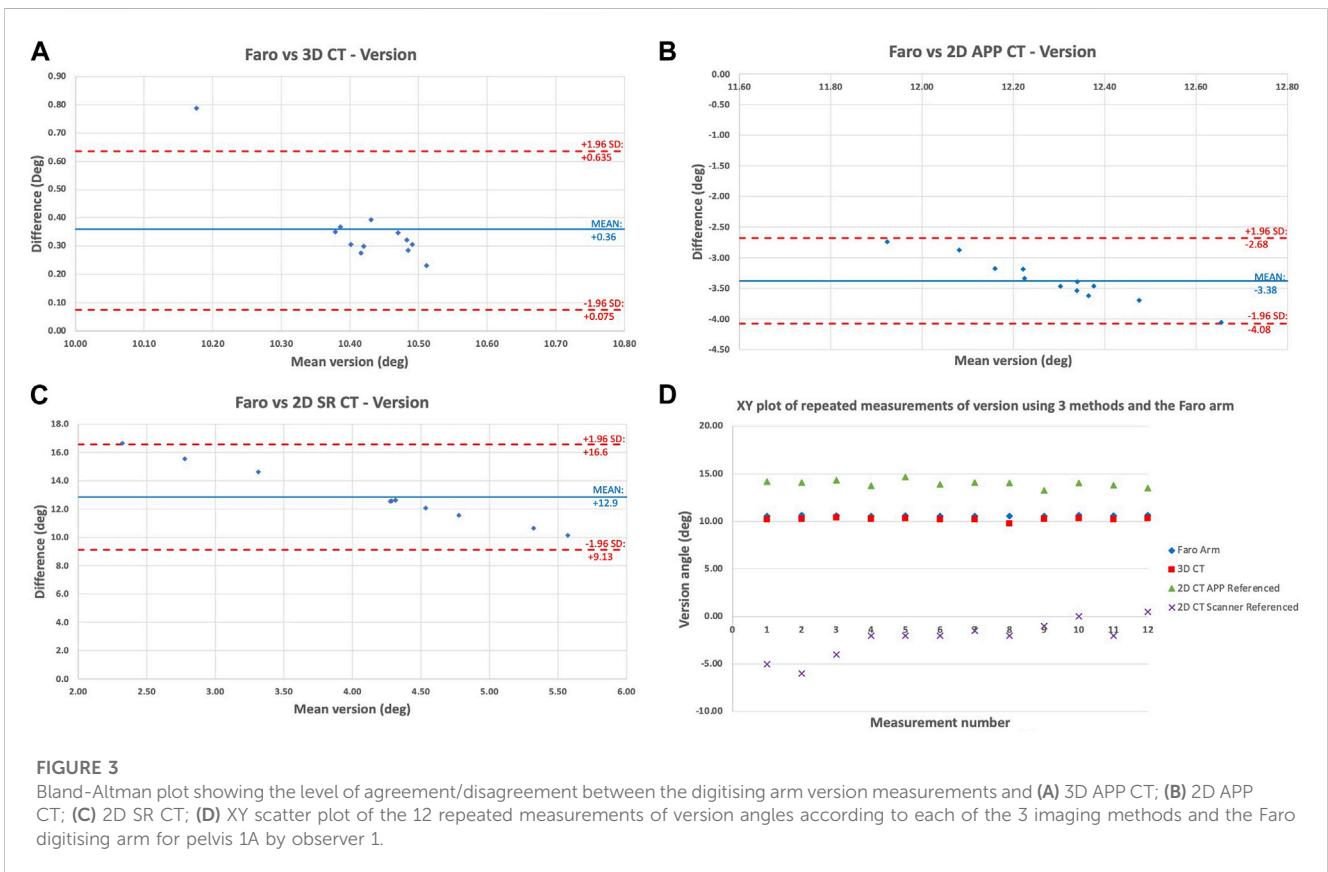 A
Faro vs 3D CT - Version
0.90
0.80
0.70
0.60
0.50
0.40
0.30
0.20
0.10
0.00
Difference (Deg)
+1.96 SD:
+0.635
MEAN:
+0.36
-1.96 SD:
+0.075
10.00 10.10 10.20 10.30 10.40 10.50 10.60 10.70 10.80
Mean version (deg)
B
Faro vs 2D APP CT - Version
0.00
11.60 11.80 12.00 12.20 12.40 12.60 12.80
-0.50
-1.00
-1.50
-2.00
-2.50
-3.00
-3.50
-4.00
-4.50
Difference (deg)
+1.96 SD:
-2.68
MEAN:
-3.38
-1.96 SD:
-4.08
Mean version (deg)
C
Faro vs 2D SR CT - Version
18.0
16.0
14.0
12.0
10.0
8.0
6.0
4.0
2.0
0.0
Difference (deg)
+1.96 SD:
+16.6
MEAN:
+12.9
-1.96 SD:
+9.13
2.00 2.50 3.00 3.50 4.00 4.50 5.00 5.50 6.00
Mean version (deg)
D
XY plot of repeated measurements of version using 3 methods and the Faro arm
20.00
15.00
10.00
5.00
0.00
-5.00
-10.00
Version angle (deg)
0 1 2 3 4 5 6 7 8 9 10 11 12
Measurement number
Faro Arm
3D CT
2D CT APP Referenced
2D CT Scanner Referenced
FIGURE 3
Bland-Altman plot showing the level of agreement/disagreement between the digitising arm version measurements and (A) 3D APP CT; (B) 2D APP
CT; (C) 2D SR CT; (D) XY scatter plot of the 12 repeated measurements of version angles according to each of the 3 imaging methods and the Faro
digitising arm for pelvis 1A by observer 1.